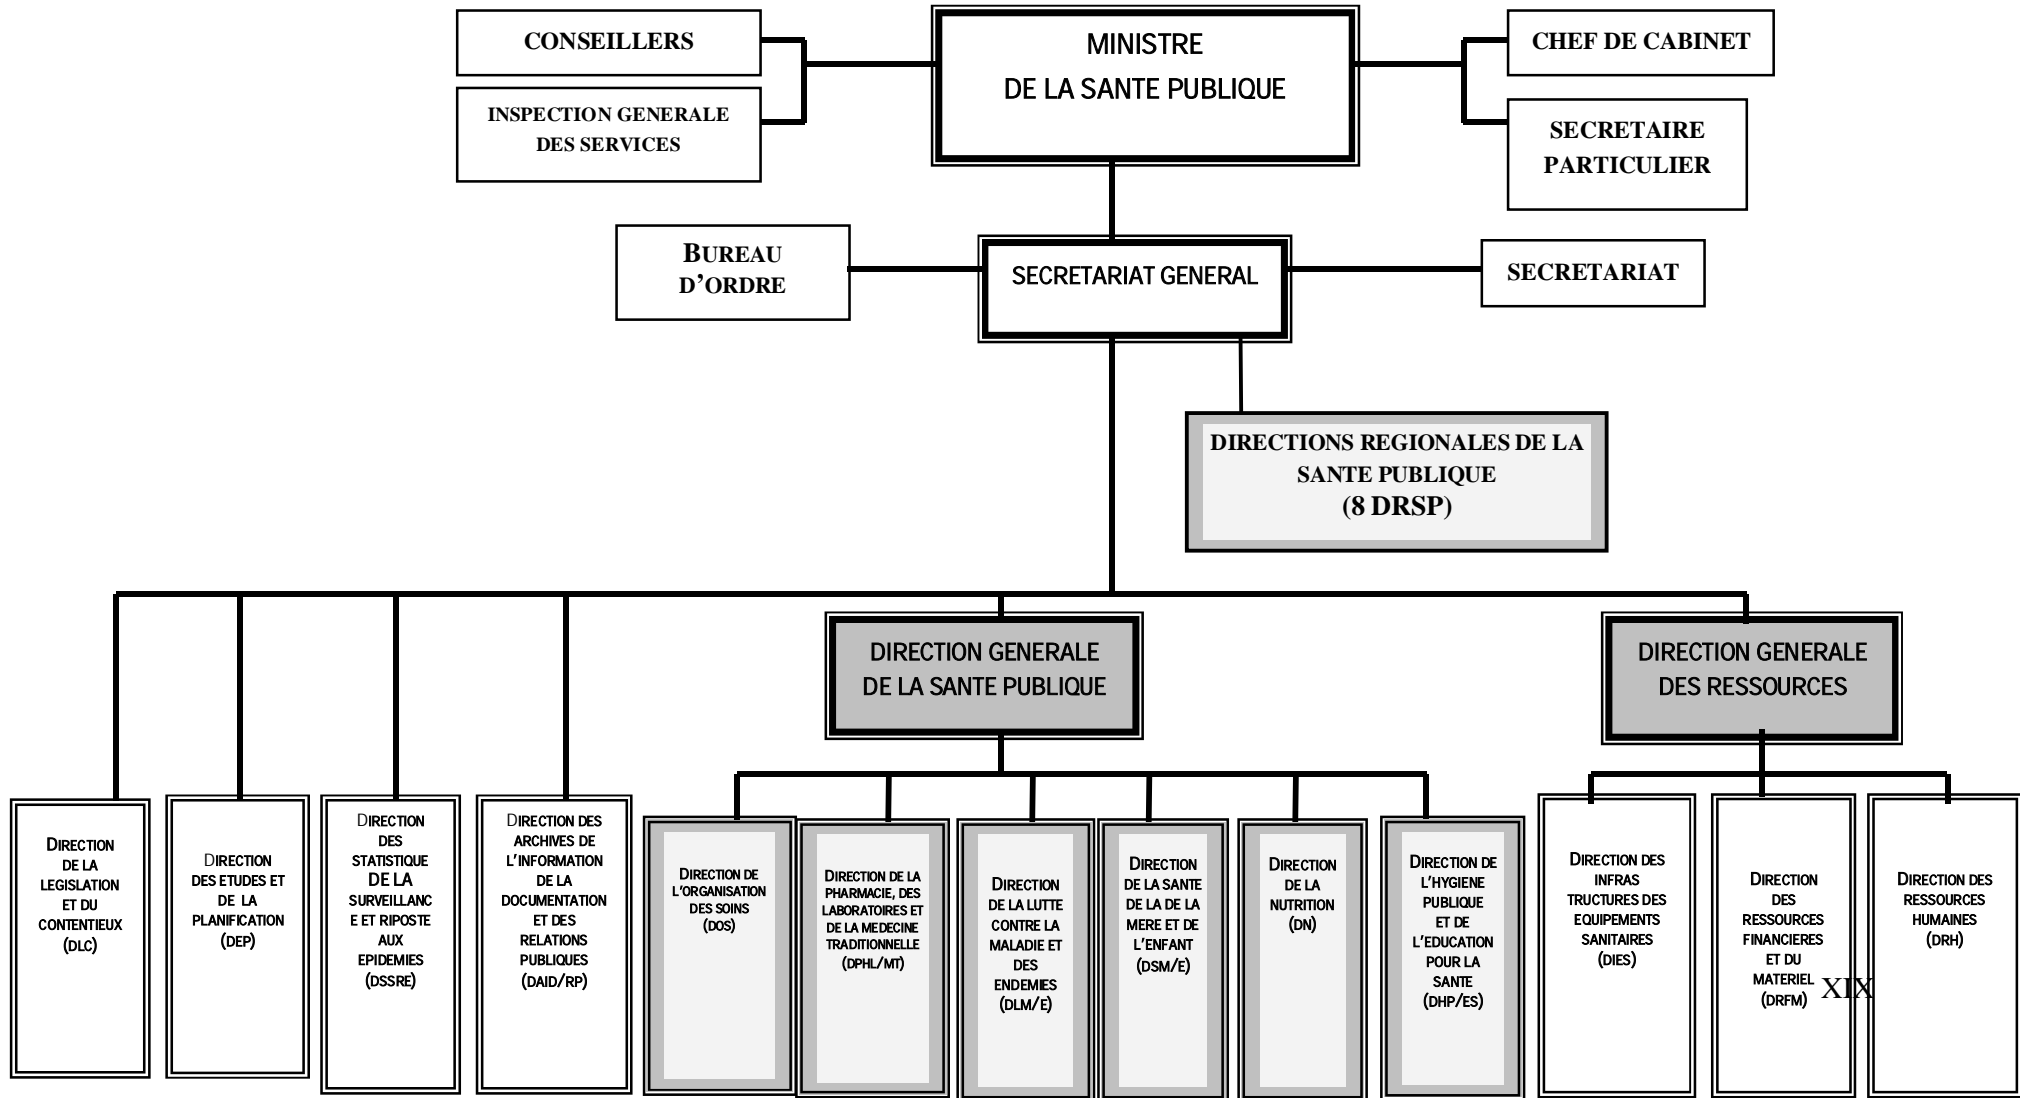 CONSEILLERS
INSPECTION GENERALE
DES SERVICES
MINISTRE
DE LA SANTE PUBLIQUE
CHEF DE CABINET
SECRETAIRE
PARTICULIER
BUREAU
D’ORDRE
SECRETARIAT GENERAL
SECRETARIAT
DIRECTIONS REGIONALES DE LA
SANTE PUBLIQUE
(8 DRSP)
DIRECTION GENERALE
DE LA SANTE PUBLIQUE
DIRECTION GENERALE
DES RESSOURCES
DIRECTION
DE LA
LEGISLATION
ET DU
CONTENTIEUX
(DLC)
DIRECTION
DES ETUDES ET
DE LA
PLANIFICATION
(DEP)
DIRECTION
DES
STATISTIQUE
DE LA
SURVEILLANC
E ET RIPOSTE
AUX
EPIDEMIES
(DSSRE)
DIRECTION DES
ARCHIVES DE
L’INFORMATION
DE LA
DOCUMENTATION
ET DES
RELATIONS
PUBLIQUES
(DAID/RP)
DIRECTION DE
L’ORGANISATION
DES SOINS
(DOS)
DIRECTION DE LA
PHARMACIE, DES
LABORATOIRES ET
DE LA MEDECINE
TRADITIONNELLE
(DPHL/MT)
DIRECTION
DE LA LUTTE
CONTRE LA
MALADIE ET
DES
ENDEMIES
(DLM/E)
DIRECTION
DE LA SANTE
DE LA DE LA
MERE ET DE
L’ENFANT
(DSM/E)
DIRECTION
DE LA
NUTRITION
(DN)
DIRECTION DE
L’HYGIENE
PUBLIQUE
ET DE
L’EDUCATION
POUR LA
SANTE
(DHP/ES)
DIRECTION DES
INFRAS
TRUCTURES DES
EQUIPEMENTS
SANITAIRES
(DIES)
DIRECTION
DES
RESSOURCES
FINANCIERES
ET DU
MATERIEL
(DRFM)
DIRECTION DES
RESSOURCES
HUMAINES
(DRH)
XIX